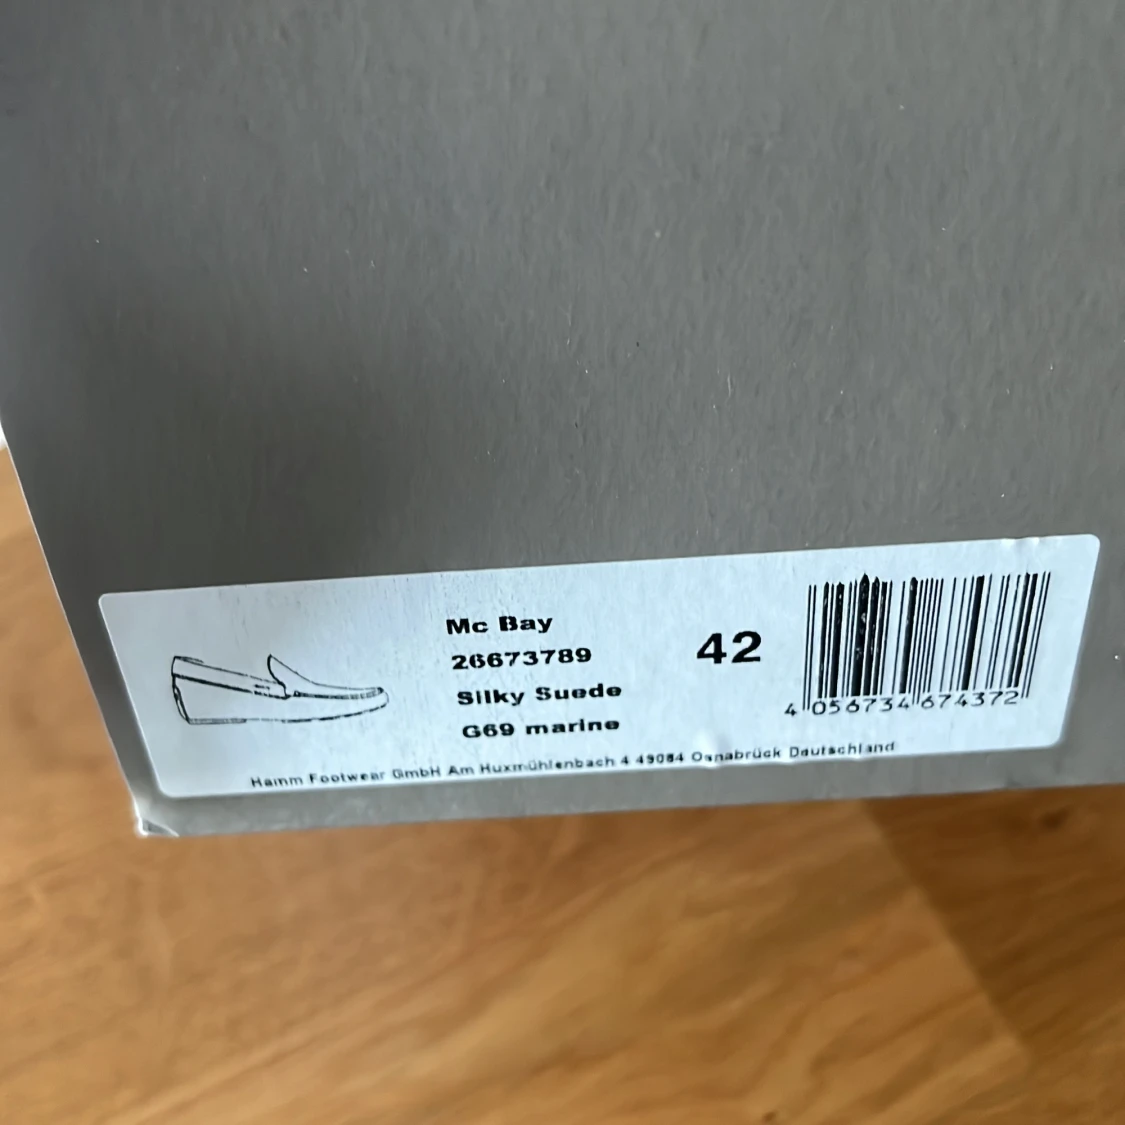 Mc Bay
26673789
Silky Suede
G69 marine
42
4 056734 674372
Hamm Footwear GmbH Am Huxmühlenbach 4 49084 Osnabrück Deutschland